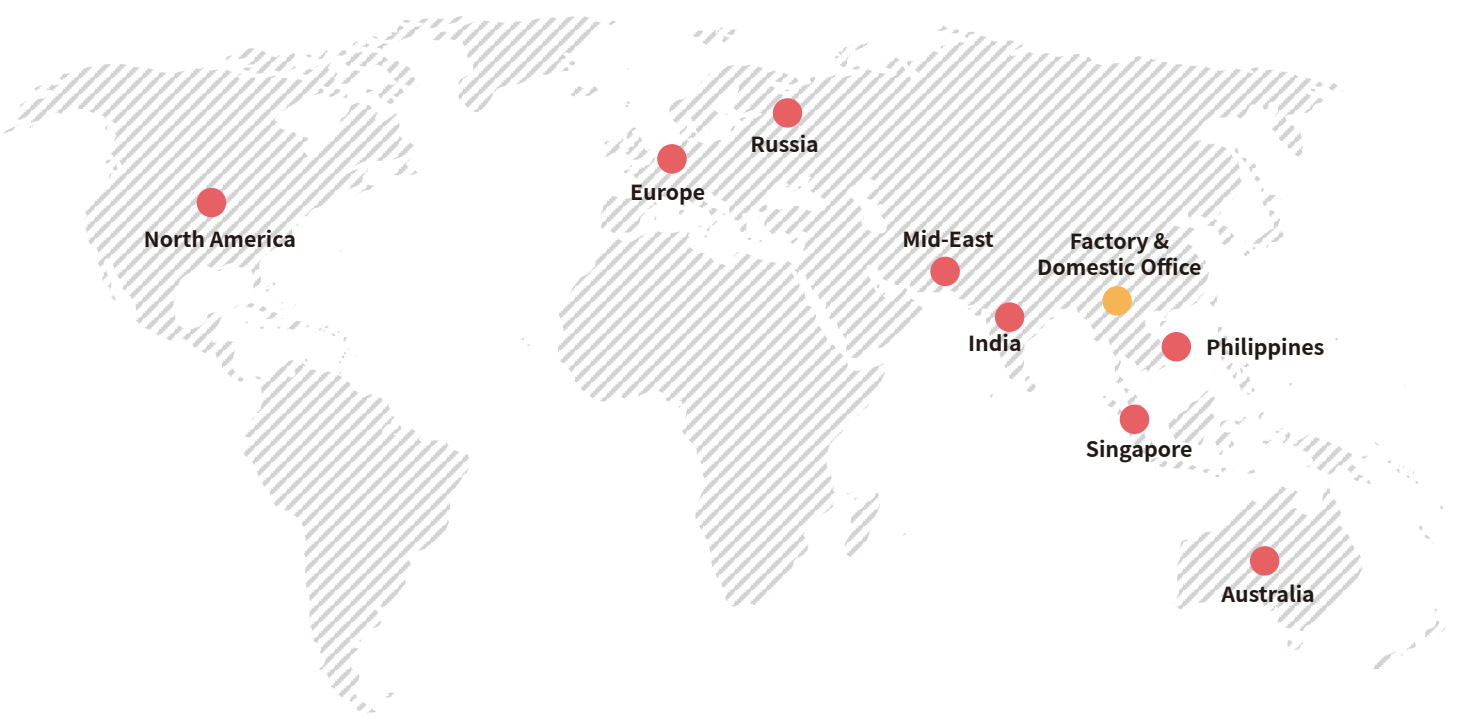 Russia
Europe
North America
Mid-East
Factory &
Domestic Office
India
Philippines
Singapore
Australia